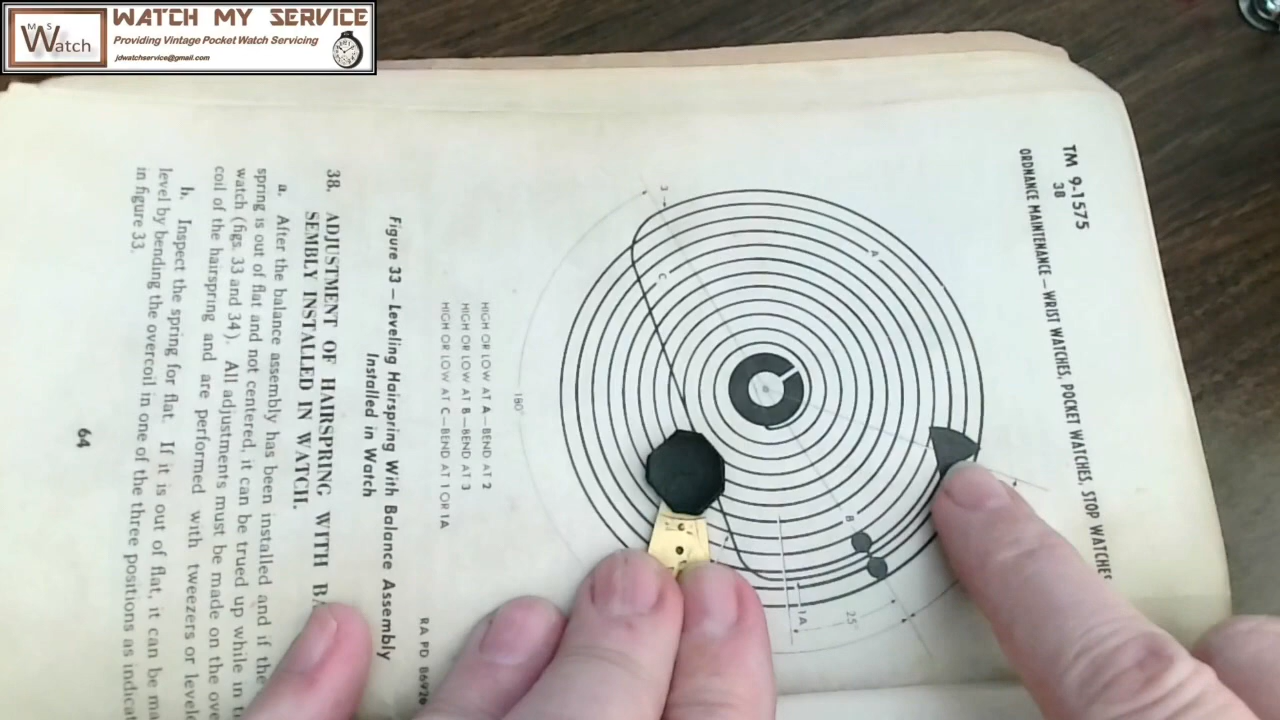 M S
Watch
WATCH MY SERVICE
Providing Vintage Pocket Watch Servicing
jdwatchservice@gmail.com
TM 9-1575
38
ORDNANCE MAINTENANCE — WRIST WATCHES, POCKET WATCHES, STOP WATCHES
A
B
C
2
1A
25°
180°
HIGH OR LOW AT A—BEND AT 2
HIGH OR LOW AT B—BEND AT 3
HIGH OR LOW AT C—BEND AT 1 OR 1A
RA PD 86926
Figure 33 — Leveling Hairspring With Balance Assembly
Installed in Watch
38. ADJUSTMENT OF HAIRSPRING WITH BA
SEMBLY INSTALLED IN WATCH.
a. After the balance assembly has been installed and if the
spring is out of flat and not centered, it can be trued up while in t
watch (figs. 33 and 34). All adjustments must be made on the ove
coil of the hairspring and are performed with tweezers or levele
b. Inspect the spring for flat. If it is out of flat, it can be ma
level by bending the overcoil in one of the three positions as indicat
in figure 33.
64